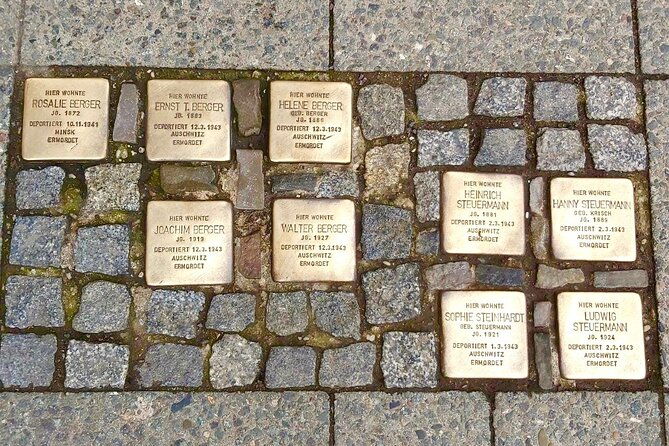 HIER WOHNTE
ROSALIE BERGER
JG. 1872
DEPORTIERT 10.11.1941
MINSK
ERMORDET
HIER WOHNTE
ERNST T. BERGER
JG. 1883
DEPORTIERT 12.3.1943
AUSCHWITZ
ERMORDET
HIER WOHNTE
HELENE BERGER
GEB. BERGER
JG. 1888
DEPORTIERT 12.3.1943
AUSCHWITZ
ERMORDET
HIER WOHNTE
JOACHIM BERGER
JG. 1919
DEPORTIERT 12.3.1943
AUSCHWITZ
ERMORDET
HIER WOHNTE
WALTER BERGER
JG. 1927
DEPORTIERT 12.3.1943
AUSCHWITZ
ERMORDET
HIER WOHNTE
HEINRICH
STEUERMANN
JG. 1881
DEPORTIERT 2.3.1943
AUSCHWITZ
ERMORDET
HIER WOHNTE
HANNY STEUERMANN
GEB. KRISCH
JG. 1885
DEPORTIERT 2.3.1943
AUSCHWITZ
ERMORDET
HIER WOHNTE
SOPHIE STEINHARDT
GEB. STEUERMANN
JG. 1921
DEPORTIERT 1.3.1943
AUSCHWITZ
ERMORDET
HIER WOHNTE
LUDWIG
STEUERMANN
JG. 1924
DEPORTIERT 2.3.1943
AUSCHWITZ
ERMORDET